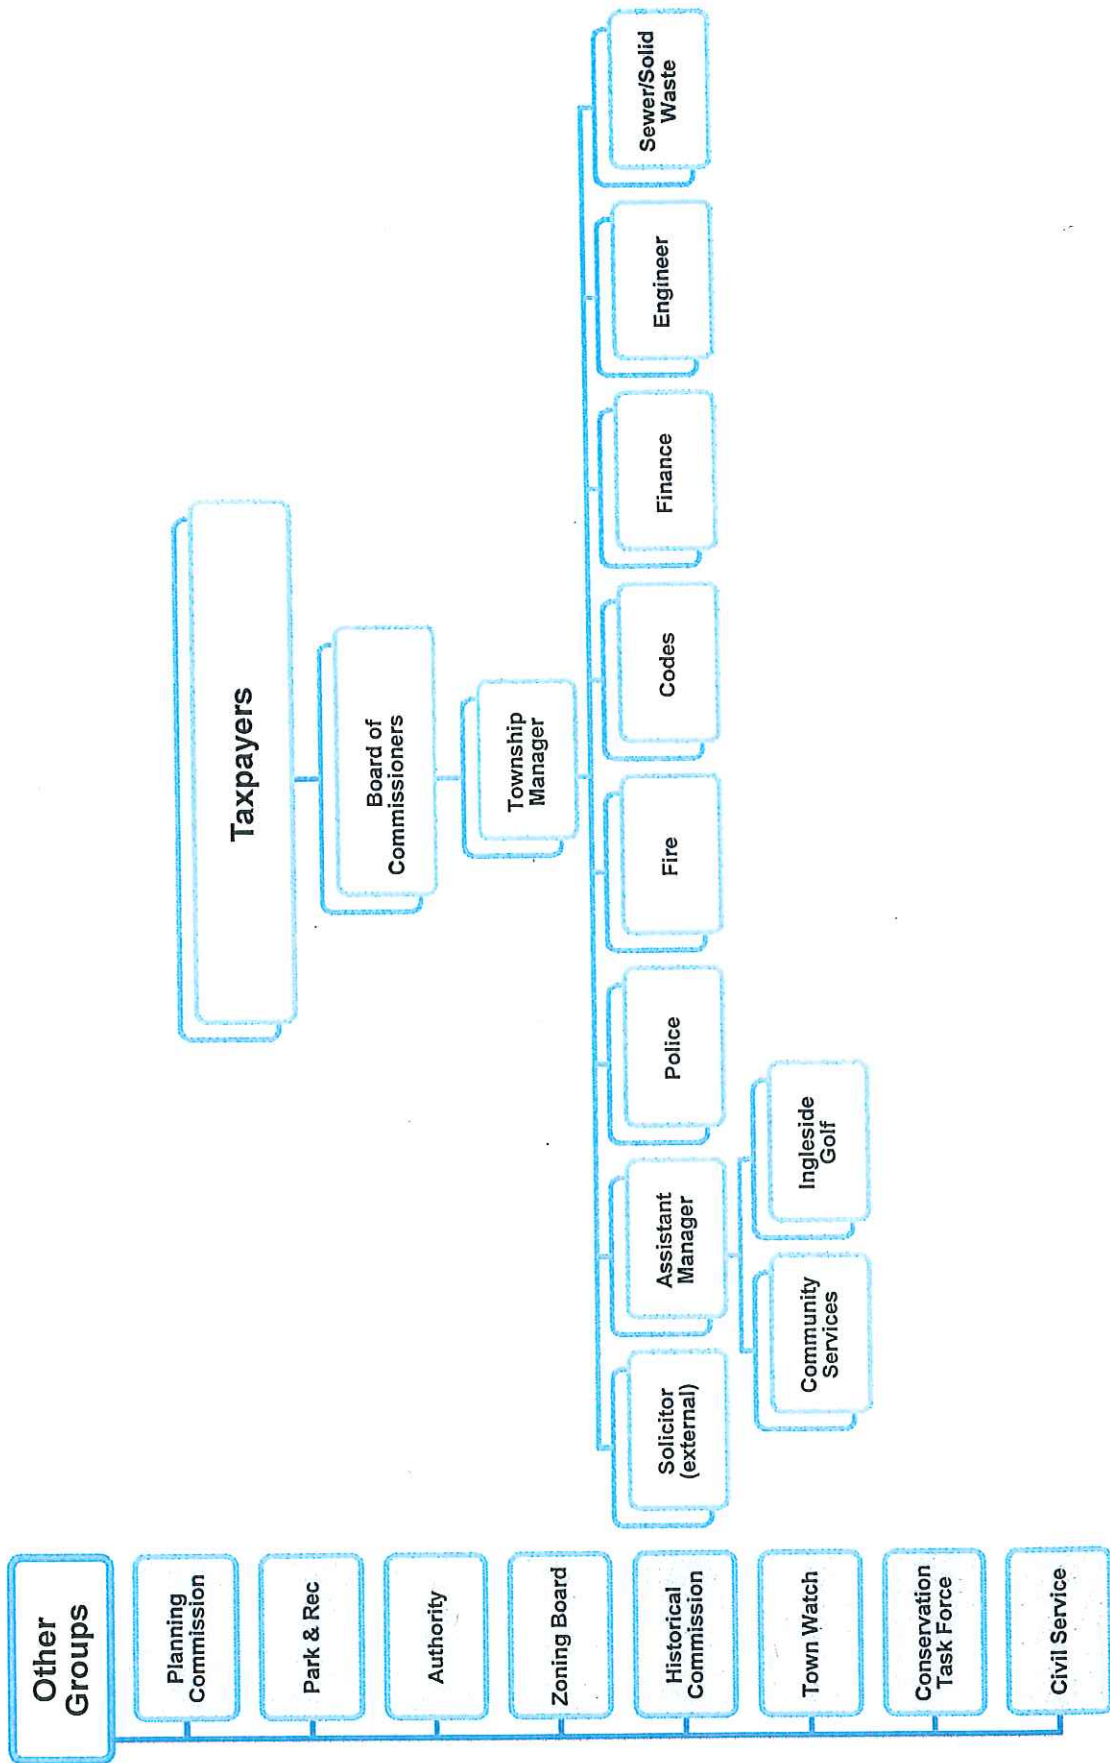 Other
Groups
Planning
Commission
Park & Rec
Authority
Zoning Board
Historical
Commission
Town Watch
Conservation
Task Force
Civil Service
Taxpayers
Board of
Commissioners
Township
Manager
Solicitor
(external)
Assistant
Manager
Police
Fire
Codes
Finance
Engineer
Sewer/Solid
Waste
Community
Services
Ingleside
Golf